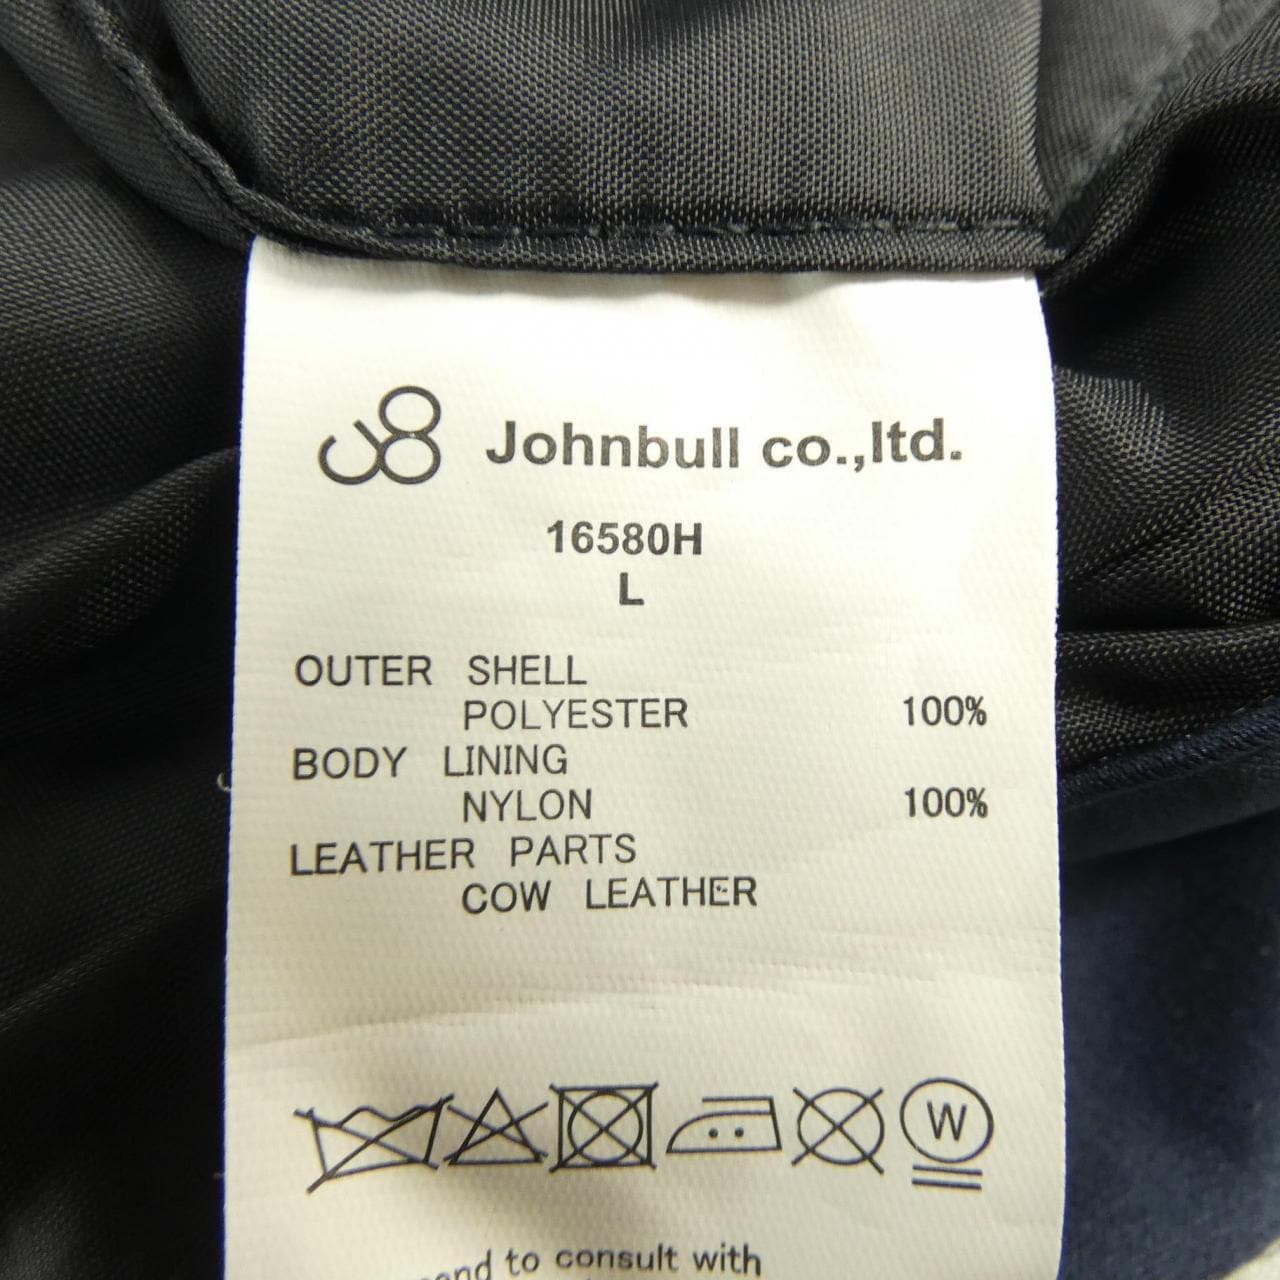 Johnbull co.,ltd.
16580H
L
OUTER SHELL
POLYESTER 100%
BODY LINING
NYLON 100%
LEATHER PARTS
COW LEATHER
W
to consult with